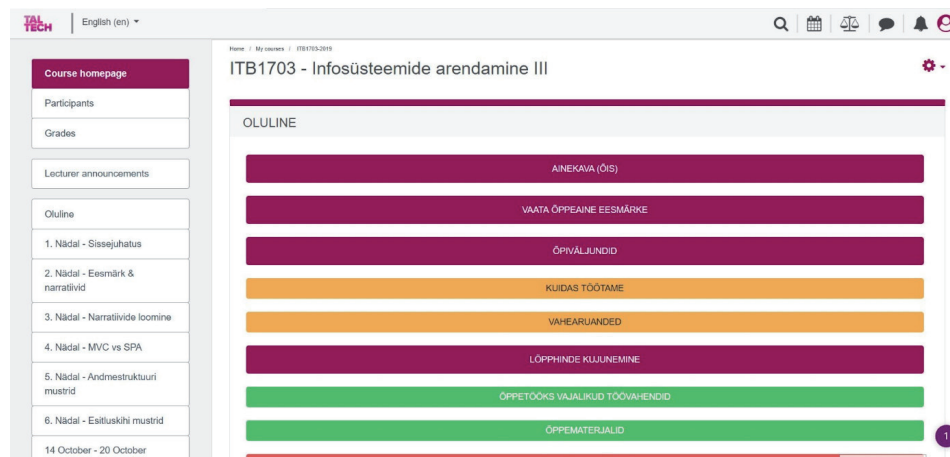 TAL
TECH
English (en)
Home / My courses / ITB1703-2019
ITB1703 - Infosüsteemide arendamine III
Course homepage
Participants
Grades
Lecturer announcements
Oluline
1. Nädal - Sissejuhatus
2. Nädal - Eesmärk &
narratiivid
3. Nädal - Narratiivide loomine
4. Nädal - MVC vs SPA
5. Nädal - Andmestruktuuri
mustrid
6. Nädal - Esitluskihi mustrid
14 October - 20 October
OLULINE
AINEKAVA (ÕIS)
VAATA ÕPPEAINE EESMÄRKE
ÕPIVÄLJUNDID
KUIDAS TÖÖTAME
VAHEARUANDED
LÕPPHINDE KUJUNEMINE
ÕPPETÖÖKS VAJALIKUD TÖÖVAHENDID
ÕPPEMATERJALID
1